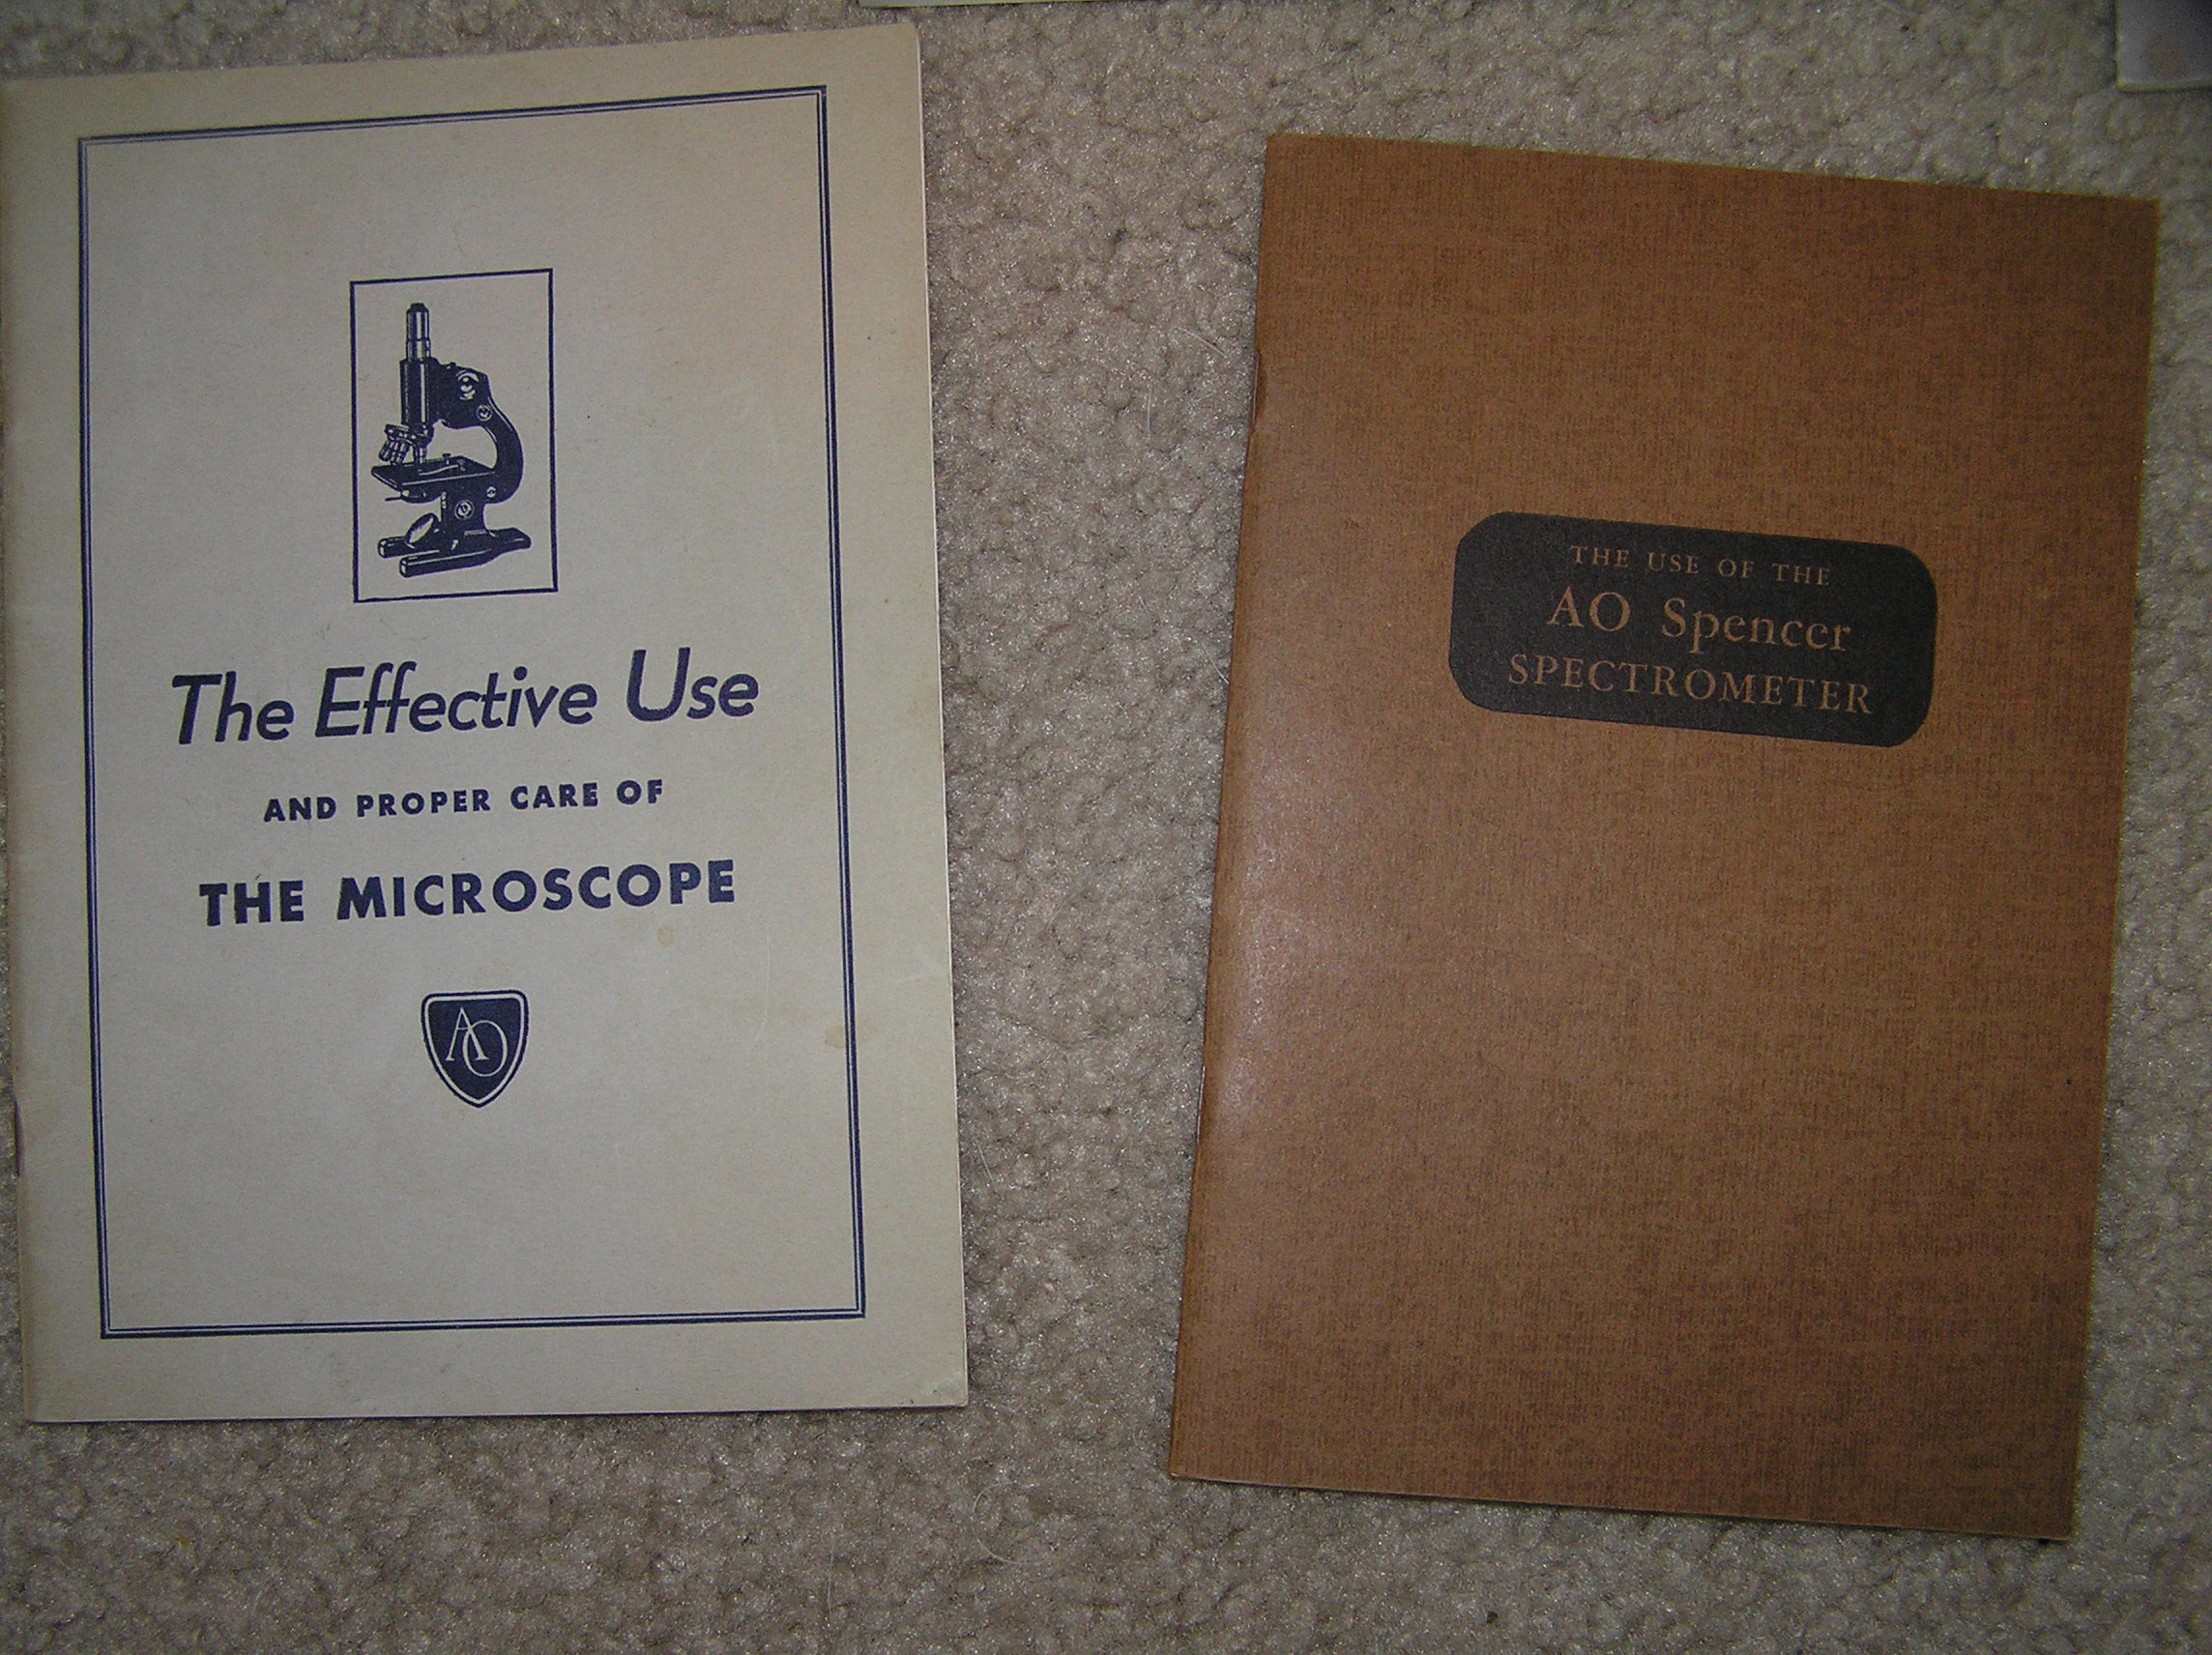 The Effective Use
AND PROPER CARE OF
THE MICROSCOPE
AO
THE USE OF THE
AO Spencer
SPECTROMETER